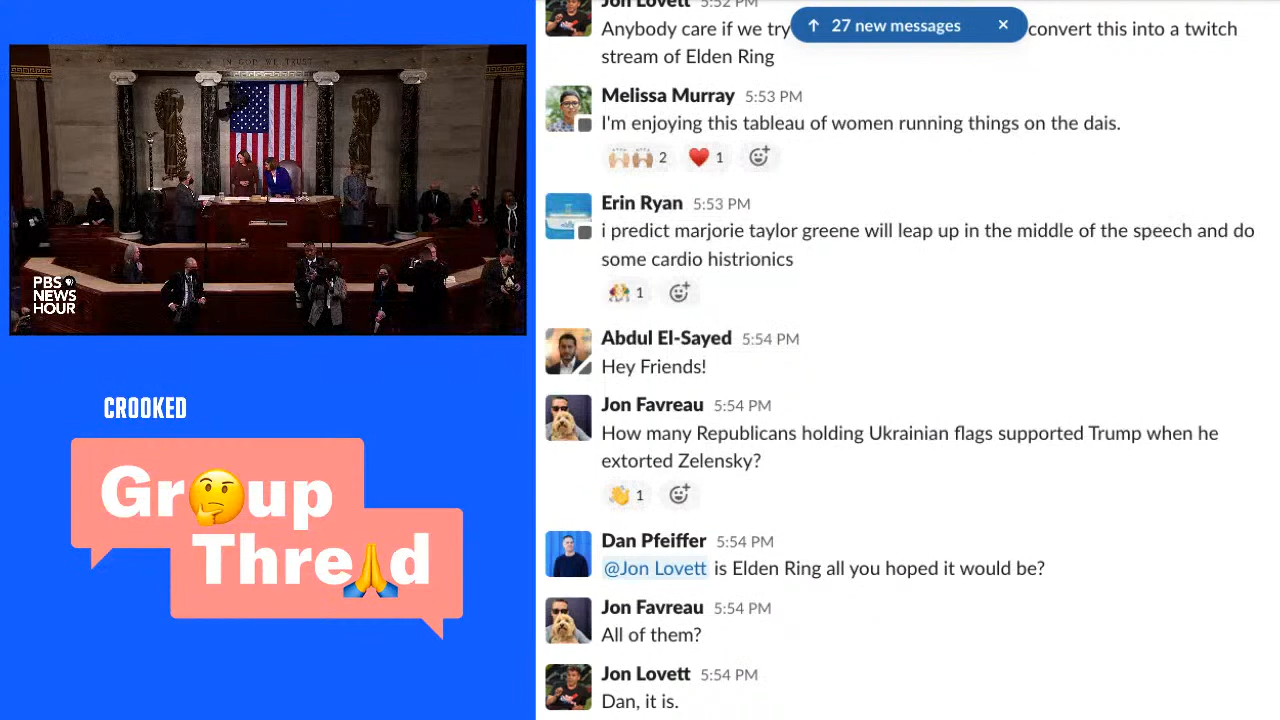 IN GOD WE TRUST
PBS
NEWS
HOUR
CROOKED
Gr🤔up
Thre🙏d
Jon Lovett 5:52 PM
Anybody care if we try convert this into a twitch
stream of Elden Ring
↑ 27 new messages ×
Melissa Murray 5:53 PM
I'm enjoying this tableau of women running things on the dais.
2 1
Erin Ryan 5:53 PM
i predict marjorie taylor greene will leap up in the middle of the speech and do
some cardio histrionics
1
Abdul El-Sayed 5:54 PM
Hey Friends!
Jon Favreau 5:54 PM
How many Republicans holding Ukrainian flags supported Trump when he
extorted Zelensky?
1
Dan Pfeiffer 5:54 PM
@Jon Lovett is Elden Ring all you hoped it would be?
Jon Favreau 5:54 PM
All of them?
Jon Lovett 5:54 PM
Dan, it is.